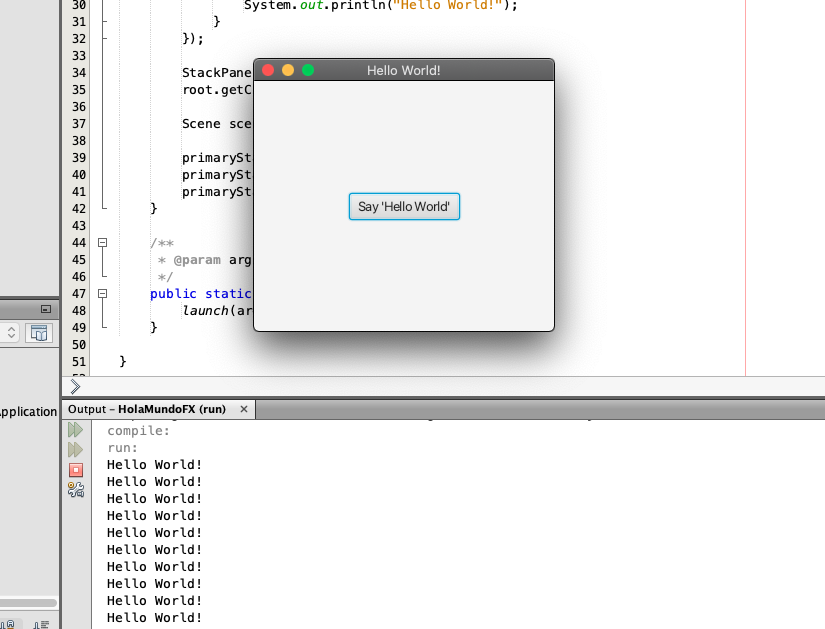 30 System.out.println("Hello World!");
31 }
32 });
33
34 StackPane
35 root.getC
36
37 Scene sce
38
39 primarySt
40 primarySt
41 primarySt
42 }
43
44 /**
45 * @param arg
46 */
47 public static
48 launch(ar
49 }
50
51 }
Hello World!
Say 'Hello World'
Application
Output – HolaMundoFX (run)
compile:
run:
Hello World!
Hello World!
Hello World!
Hello World!
Hello World!
Hello World!
Hello World!
Hello World!
Hello World!
Hello World!